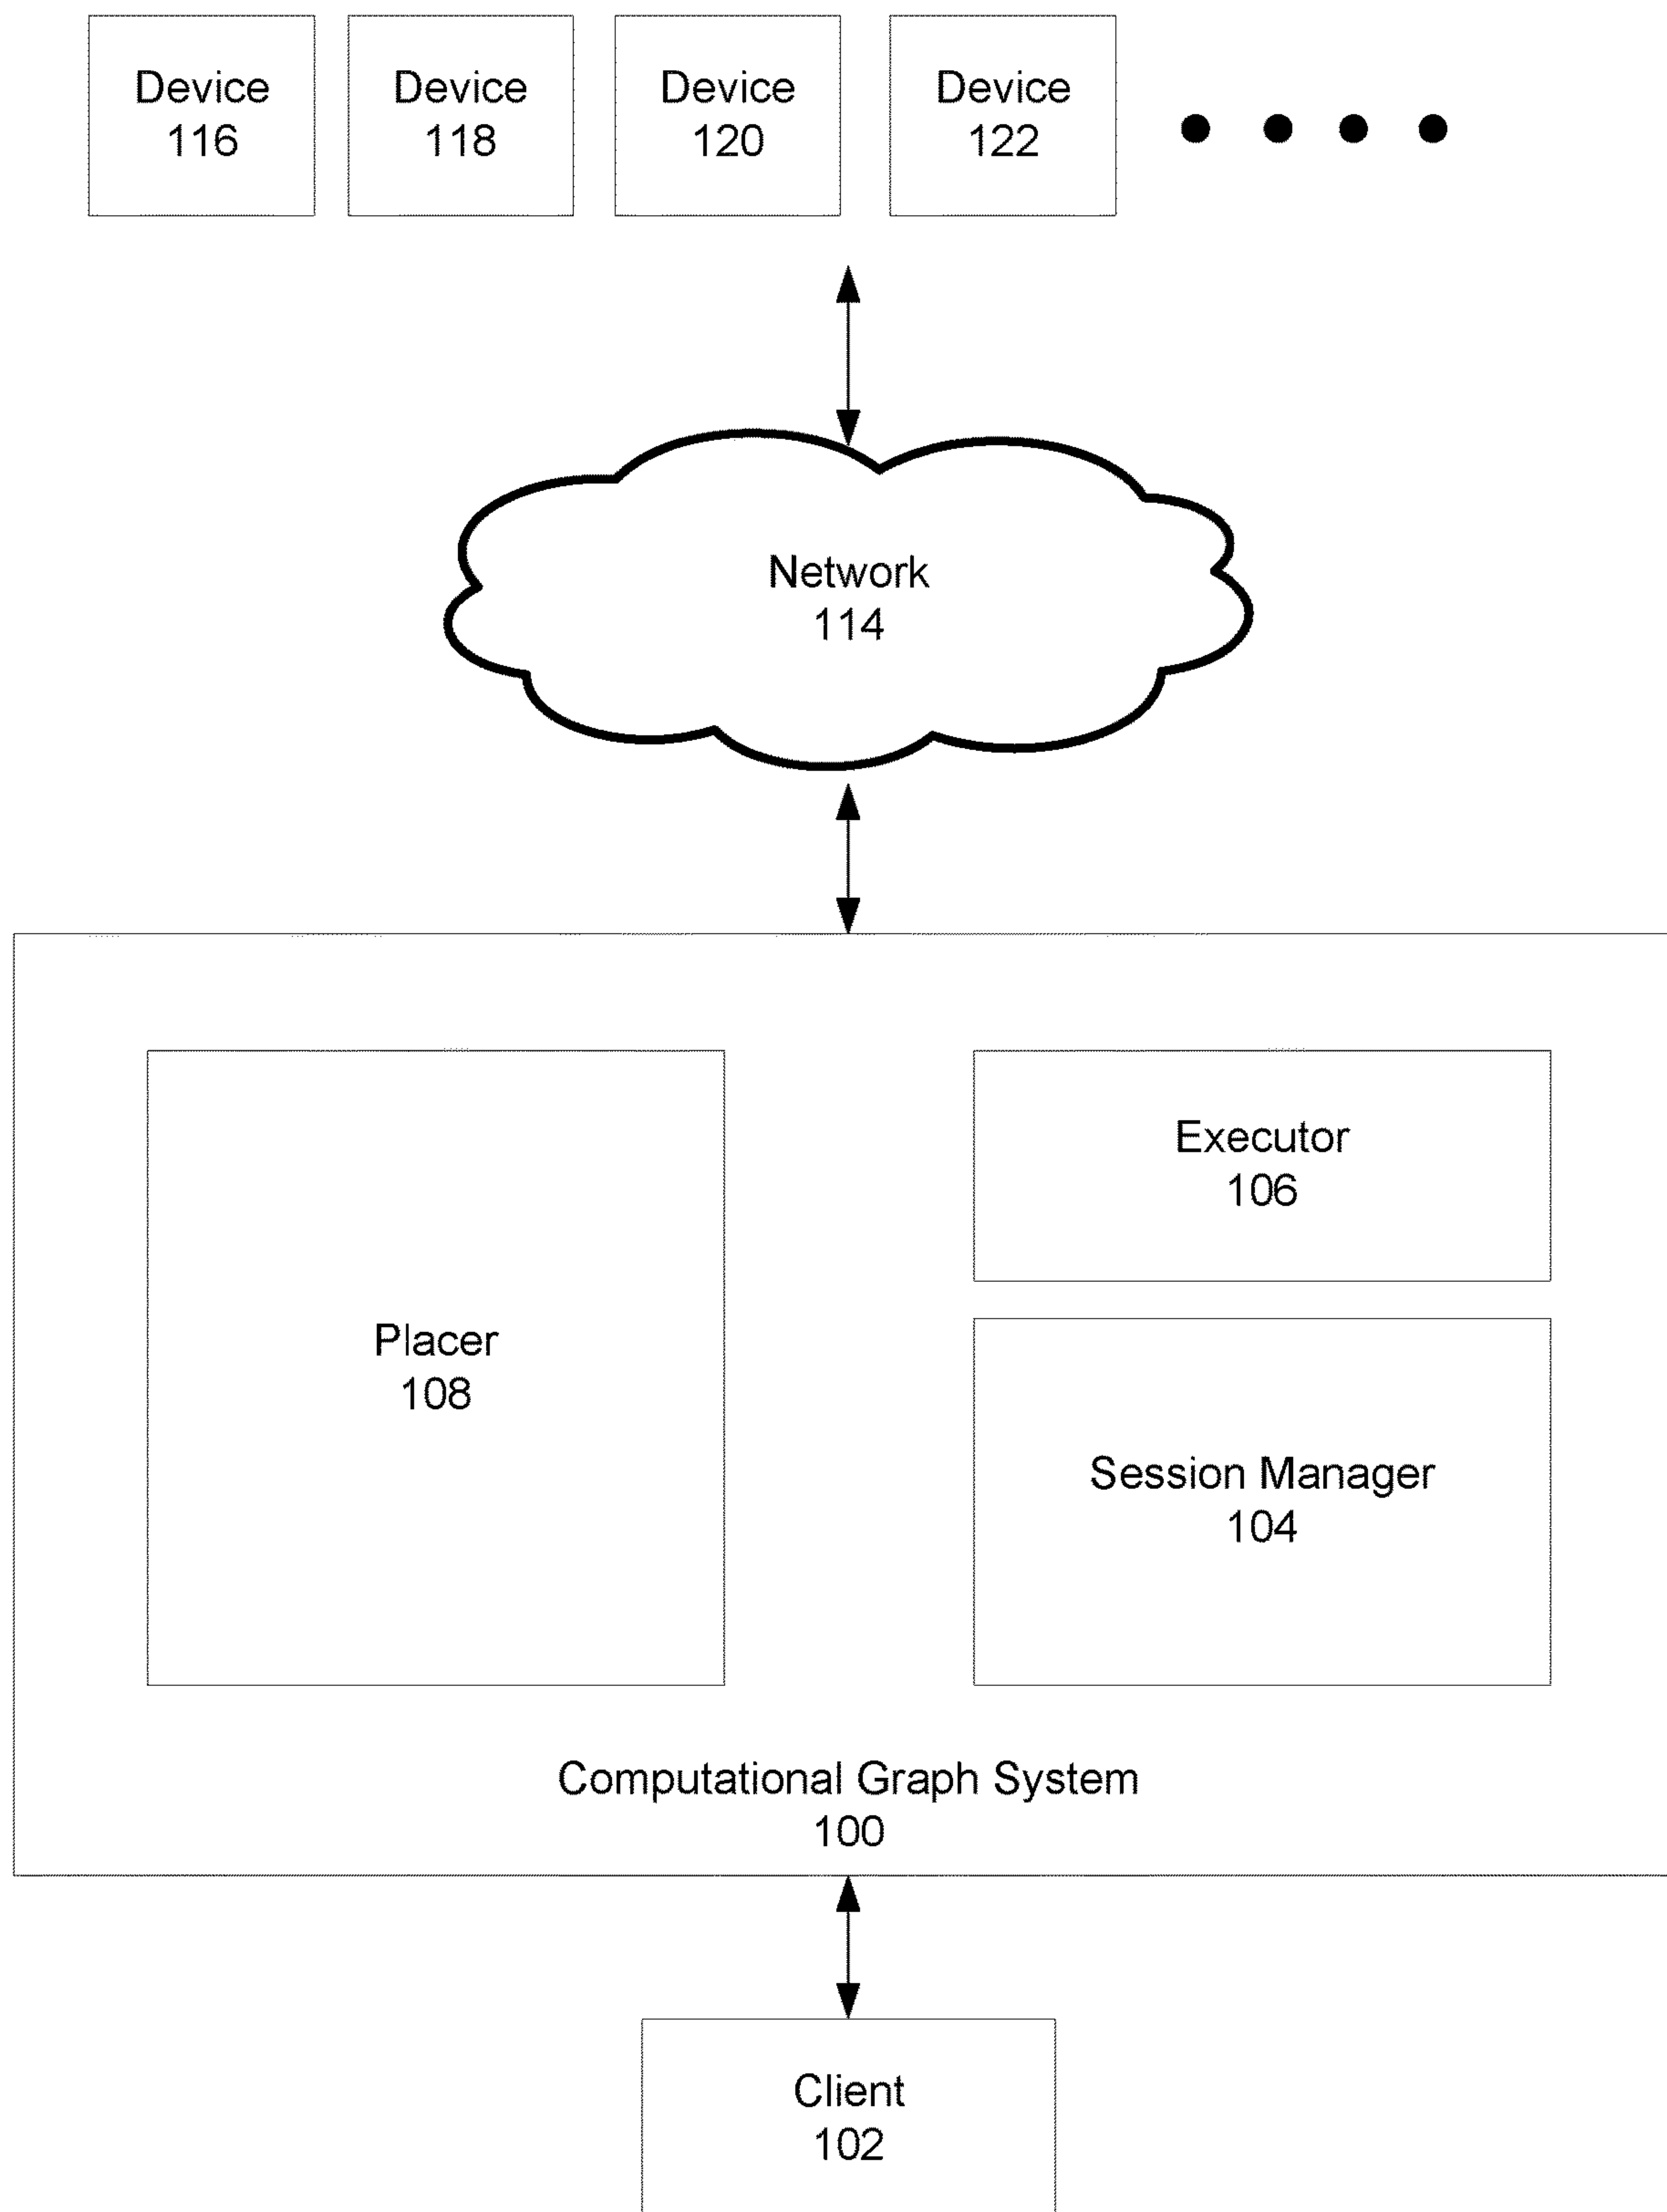 Device
116
Device
118
Device
120
Device
122
Network
114
Placer
108
Executor
106
Session Manager
104
Computational Graph System
100
Client
102